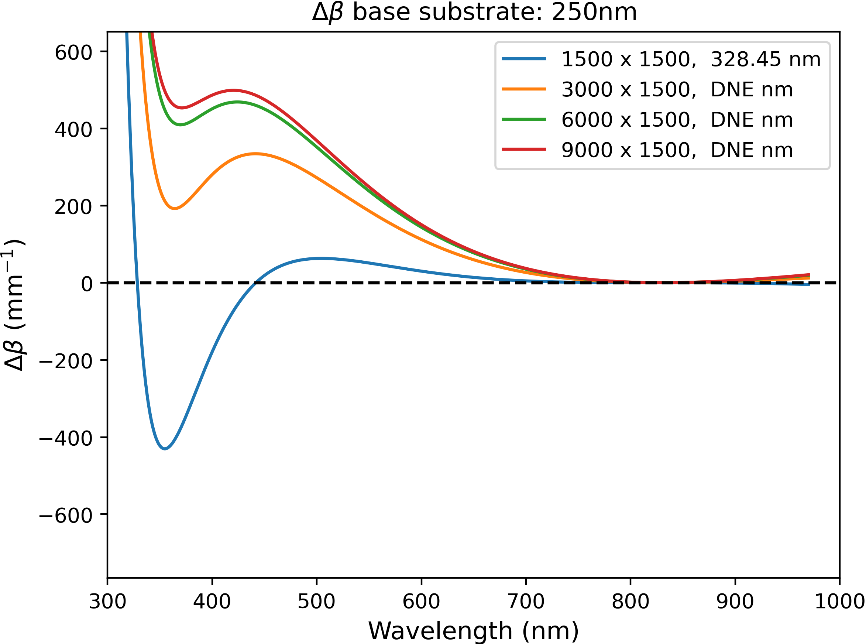 Δβ base substrate: 250nm
1500 x 1500,  328.45 nm
3000 x 1500,  DNE nm
6000 x 1500,  DNE nm
9000 x 1500,  DNE nm
Δβ (mm⁻¹)
600
400
200
0
−200
−400
−600
300 400 500 600 700 800 900 1000
Wavelength (nm)